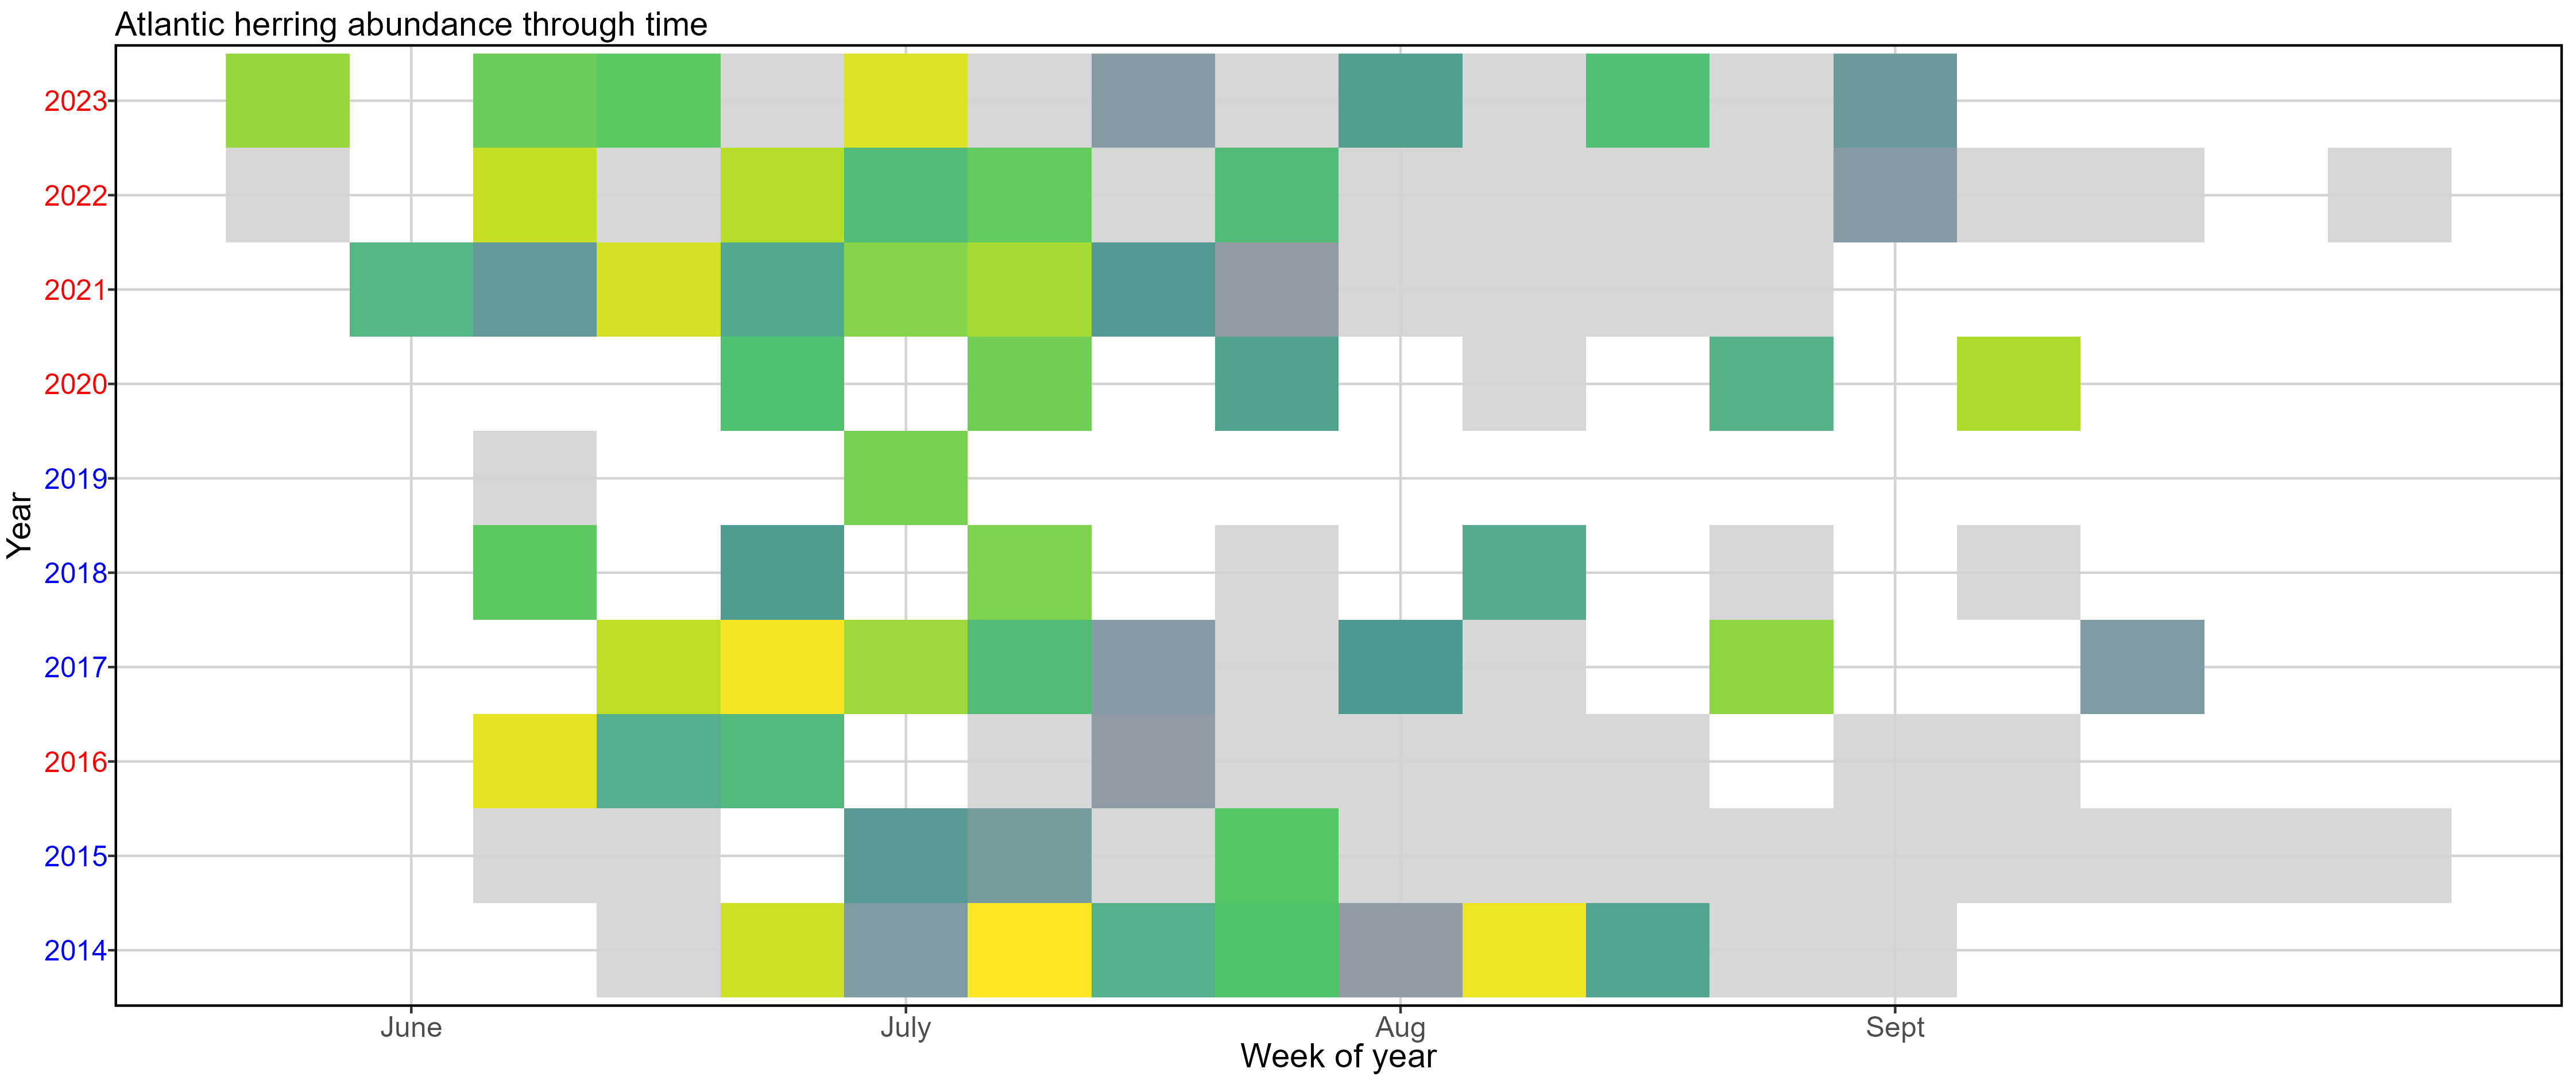 Atlantic herring abundance through time
2023
2022
2021
2020
2019
2018
2017
2016
2015
2014
Year
June July Aug Sept
Week of year